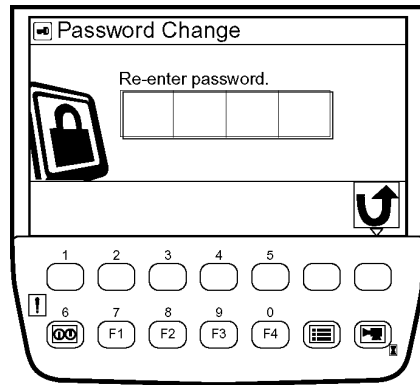 Password Change
Re-enter password.
1 2 3 4 5
!
6 7 8 9 0
F1 F2 F3 F4